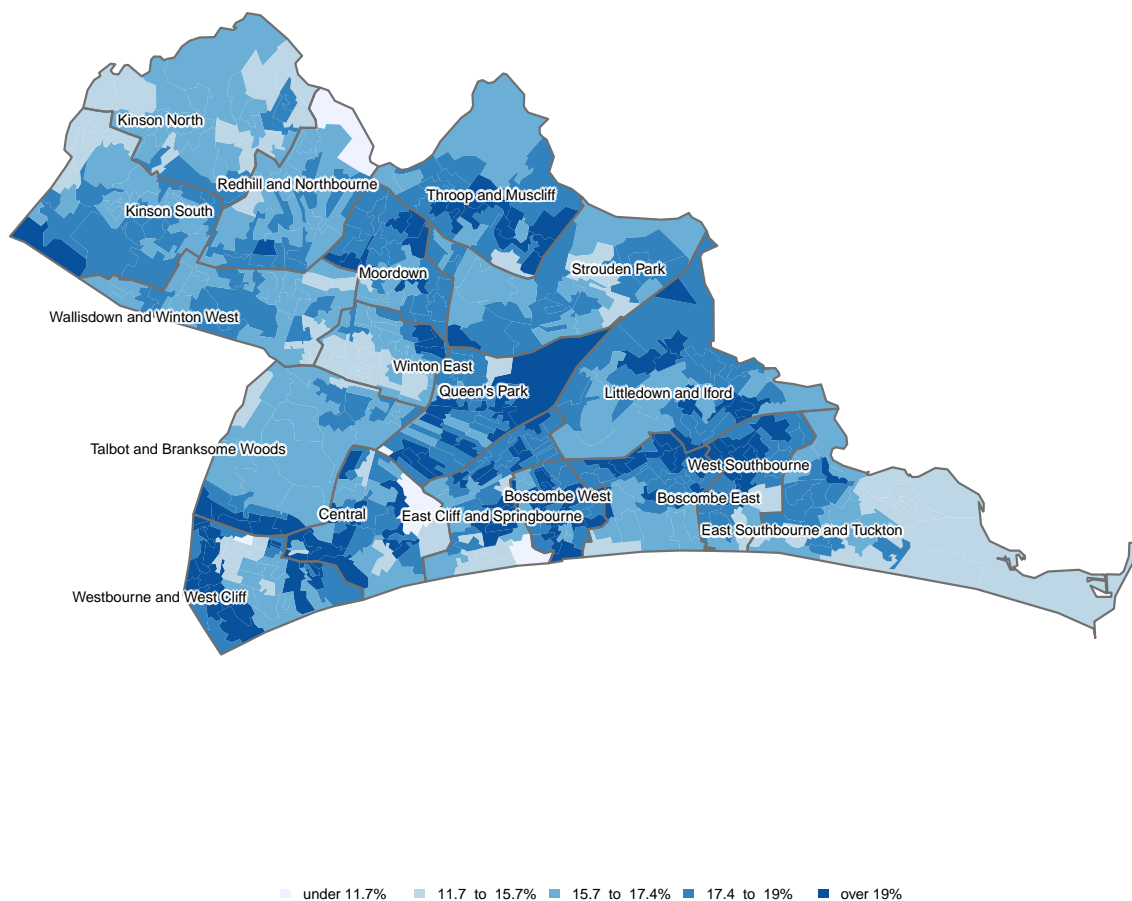 Kinson North
Redhill and Northbourne
Throop and Muscliff
Kinson South
Strouden Park
Moordown
Wallisdown and Winton West
Winton East
Queen's Park
Littledown and Iford
Talbot and Branksome Woods
West Southbourne
Boscombe West
Boscombe East
Central
East Cliff and Springbourne
East Southbourne and Tuckton
Westbourne and West Cliff
under 11.7% 11.7 to 15.7% 15.7 to 17.4% 17.4 to 19% over 19%